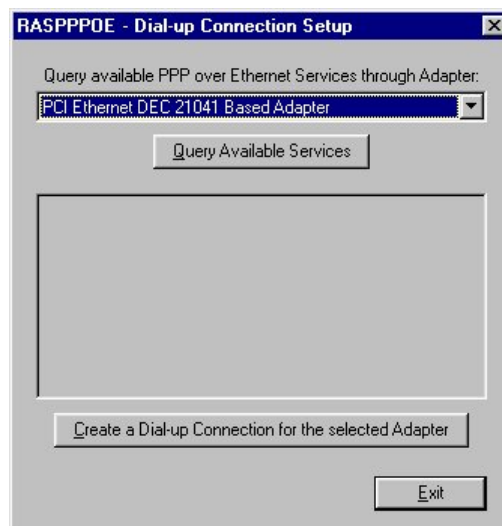 RASPPPOE - Dial-up Connection Setup
Query available PPP over Ethernet Services through Adapter:
PCI Ethernet DEC 21041 Based Adapter
Query Available Services
Create a Dial-up Connection for the selected Adapter
Exit